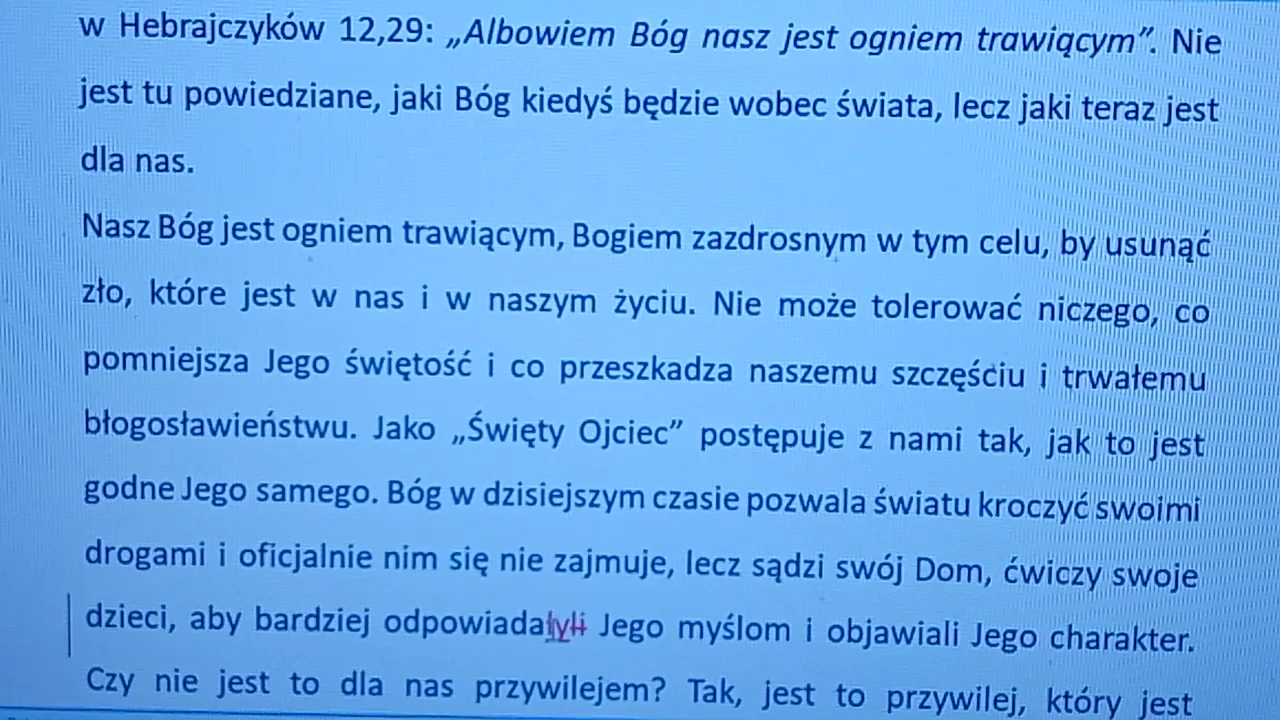 w Hebrajczyków 12,29: „Albowiem Bóg nasz jest ogniem trawiącym”. Nie
jest tu powiedziane, jaki Bóg kiedyś będzie wobec świata, lecz jaki teraz jest
dla nas.
Nasz Bóg jest ogniem trawiącym, Bogiem zazdrosnym w tym celu, by usunąć
zło, które jest w nas i w naszym życiu. Nie może tolerować niczego, co
pomniejsza Jego świętość i co przeszkadza naszemu szczęściu i trwałemu
błogosławieństwu. Jako „Święty Ojciec” postępuje z nami tak, jak to jest
godne Jego samego. Bóg w dzisiejszym czasie pozwala światu kroczyć swoimi
drogami i oficjalnie nim się nie zajmuje, lecz sądzi swój Dom, ćwiczy swoje
dzieci, aby bardziej odpowiadałyli Jego myślom i objawiali Jego charakter.
Czy nie jest to dla nas przywilejem? Tak, jest to przywilej, który jest